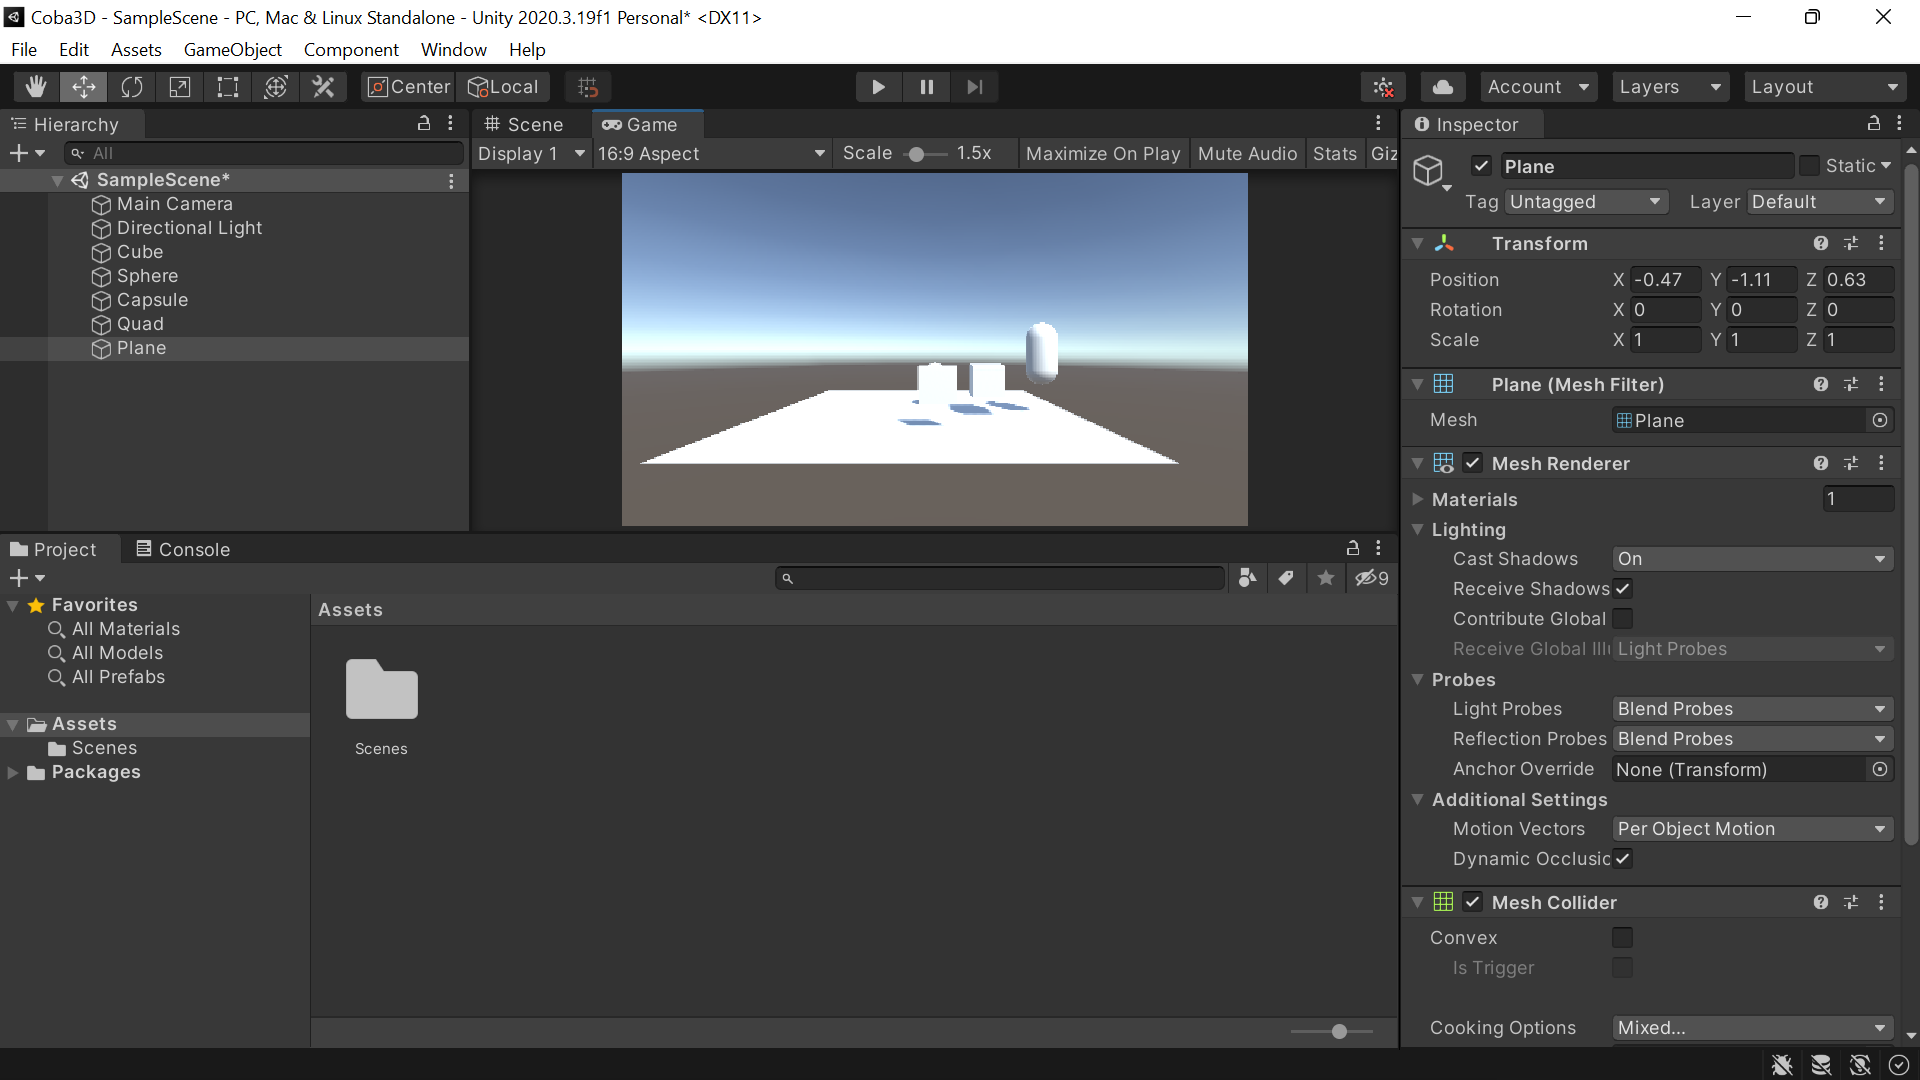 Coba3D - SampleScene - PC, Mac & Linux Standalone - Unity 2020.3.19f1 Personal* <DX11>
File Edit Assets GameObject Component Window Help
Center Local Account Layers Layout
Hierarchy
All
SampleScene*
Main Camera
Directional Light
Cube
Sphere
Capsule
Quad
Plane
Scene Game
Display 1 16:9 Aspect Scale 1.5x Maximize On Play Mute Audio Stats Giz
Inspector
Plane Static
Tag Untagged Layer Default
Transform
Position X -0.47 Y -1.11 Z 0.63
Rotation X 0 Y 0 Z 0
Scale X 1 Y 1 Z 1
Plane (Mesh Filter)
Mesh Plane
Mesh Renderer
Materials 1
Lighting
Cast Shadows On
Receive Shadows
Contribute Global
Receive Global Illu Light Probes
Probes
Light Probes Blend Probes
Reflection Probes Blend Probes
Anchor Override None (Transform)
Additional Settings
Motion Vectors Per Object Motion
Dynamic Occlusio
Mesh Collider
Convex
Is Trigger
Cooking Options Mixed...
Project Console
9
Favorites
All Materials
All Models
All Prefabs
Assets
Scenes
Packages
Assets
Scenes